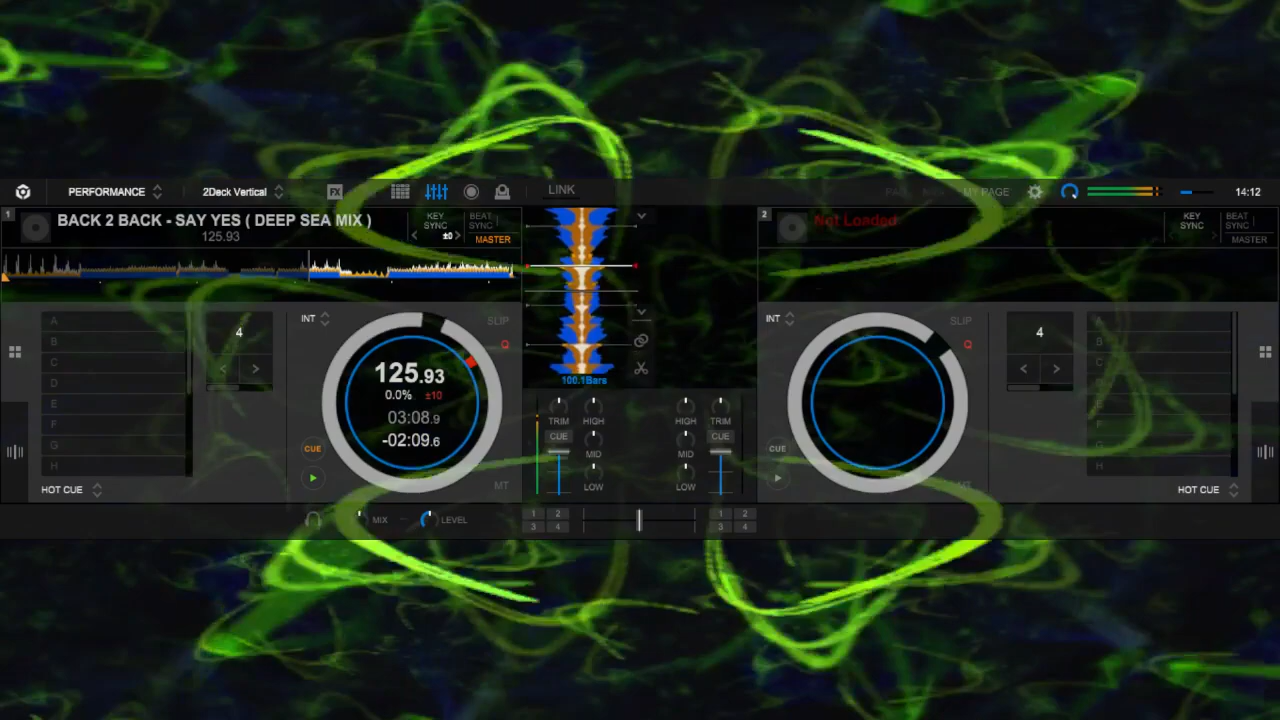 PERFORMANCE
2Deck Vertical
FX
LINK
MY PAGE
14:12
1
BACK 2 BACK - SAY YES ( DEEP SEA MIX )
125.93
KEY SYNC
±0
BEAT SYNC
MASTER
2
Not Loaded
KEY SYNC
BEAT SYNC
MASTER
A
B
C
D
E
F
G
H
HOT CUE
4
INT
SLIP
Q
125.93
0.0% ±10
03:08.9
-02:09.6
CUE
MT
100.1Bars
TRIM HIGH
CUE
MID
LOW
HIGH TRIM
CUE
MID
LOW
INT
SLIP
Q
CUE
MT
4
A
B
C
D
E
F
G
H
HOT CUE
MIX
LEVEL
1 2
3 4
1 2
3 4